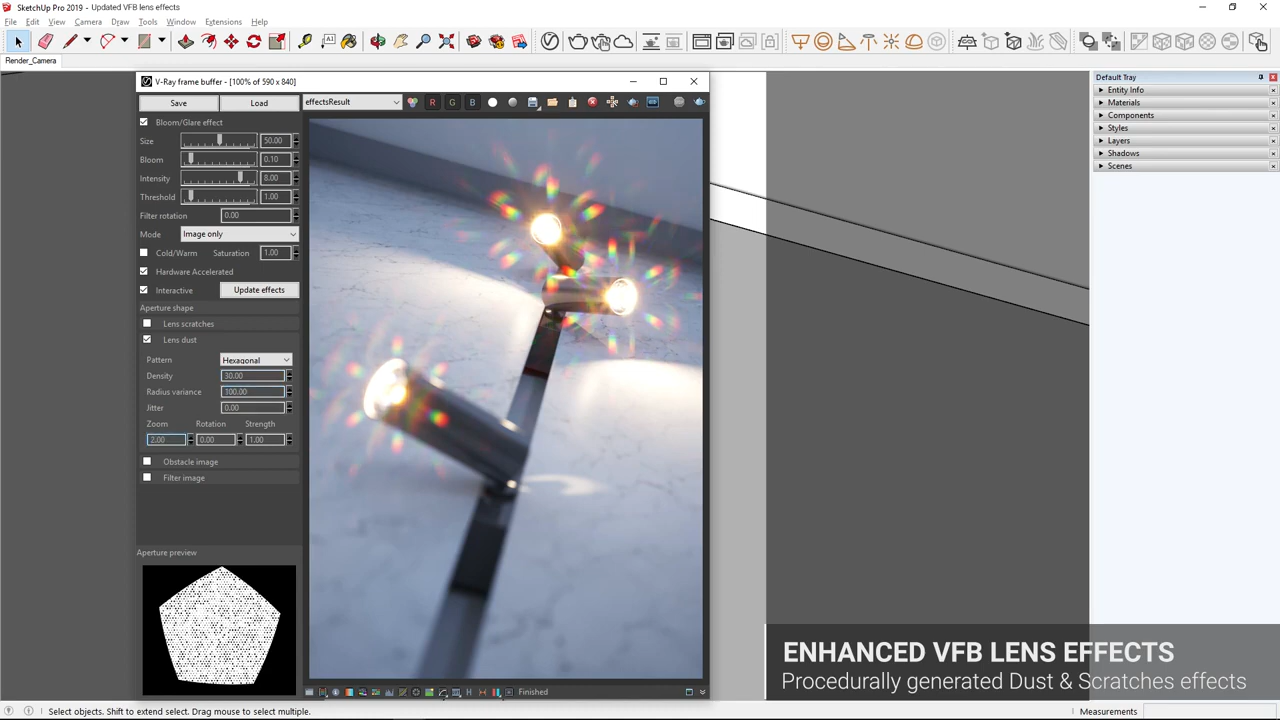 SketchUp Pro 2019 - Updated VFB lens effects
File Edit View Camera Draw Tools Window Extensions Help
Render_Camera
V-Ray frame buffer - [100% of 590 x 840]
Save Load effectsResult R G B
Bloom/Glare effect
Size 50.00
Bloom 0.10
Intensity 8.00
Threshold 1.00
Filter rotation 0.00
Mode Image only
Cold/Warm Saturation 1.00
Hardware Accelerated
Interactive Update effects
Aperture shape
Lens scratches
Lens dust
Pattern Hexagonal
Density 30.00
Radius variance 100.00
Jitter 0.00
Zoom Rotation Strength
2.00 0.00 1.00
Obstacle image
Filter image
Aperture preview
Finished
Default Tray
Entity Info
Materials
Components
Styles
Layers
Shadows
Scenes
ENHANCED VFB LENS EFFECTS
Procedurally generated Dust & Scratches effects
Select objects. Shift to extend select. Drag mouse to select multiple.
Measurements